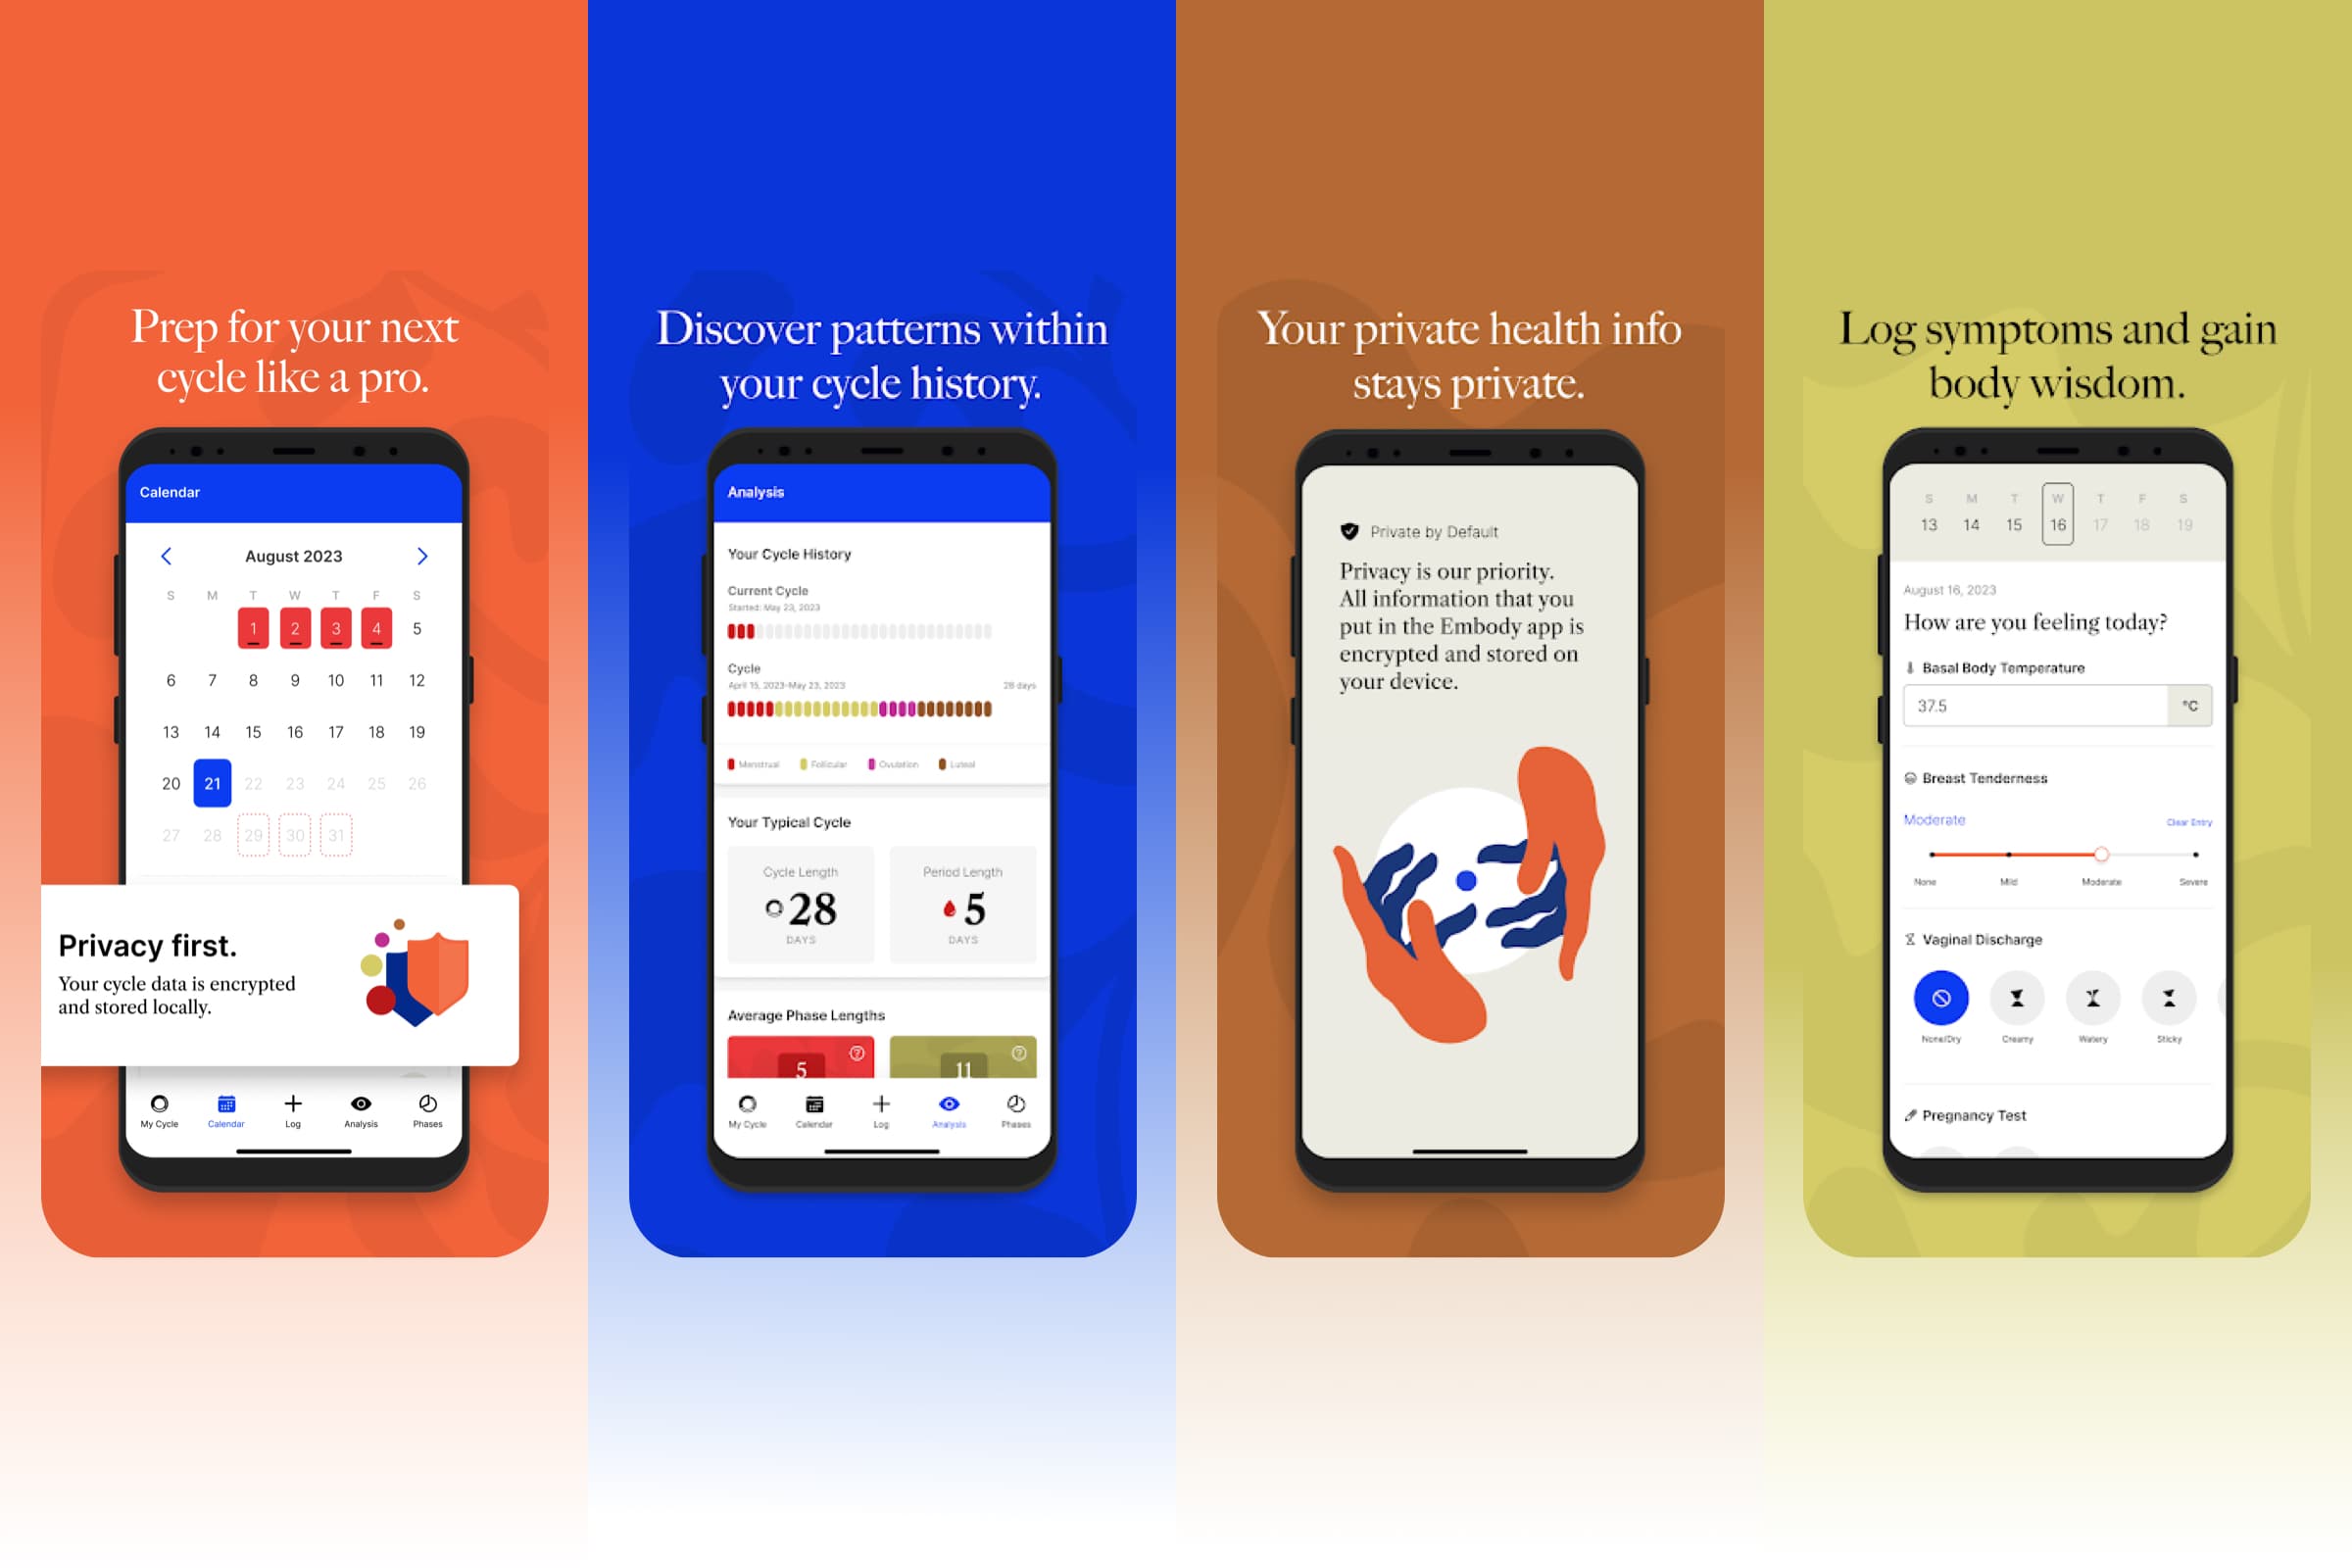 Prep for your next
cycle like a pro.
Calendar
August 2023
S M T W T F S
1 2 3 4 5
6 7 8 9 10 11 12
13 14 15 16 17 18 19
20 21 22 23 24 25 26
27 28 29 30 31
Privacy first.
Your cycle data is encrypted
and stored locally.
My Cycle Calendar Log Analysis Phases
Discover patterns within
your cycle history.
Analysis
Your Cycle History
Current Cycle
Started: May 23, 2023
Cycle
April 15, 2023-May 23, 2023 28 days
Menstrual Follicular Ovulation Luteal
Your Typical Cycle
Cycle Length Period Length
28 5
DAYS DAYS
Average Phase Lengths
5 11
My Cycle Calendar Log Analysis Phases
Your private health info
stays private.
Private by Default
Privacy is our priority.
All information that you
put in the Embody app is
encrypted and stored on
your device.
Log symptoms and gain
body wisdom.
S M T W T F S
13 14 15 16 17 18 19
August 16, 2023
How are you feeling today?
Basal Body Temperature
37.5 °C
Breast Tenderness
Moderate Clear Entry
None Mild Moderate Severe
Vaginal Discharge
None/Dry Creamy Watery Sticky
Pregnancy Test